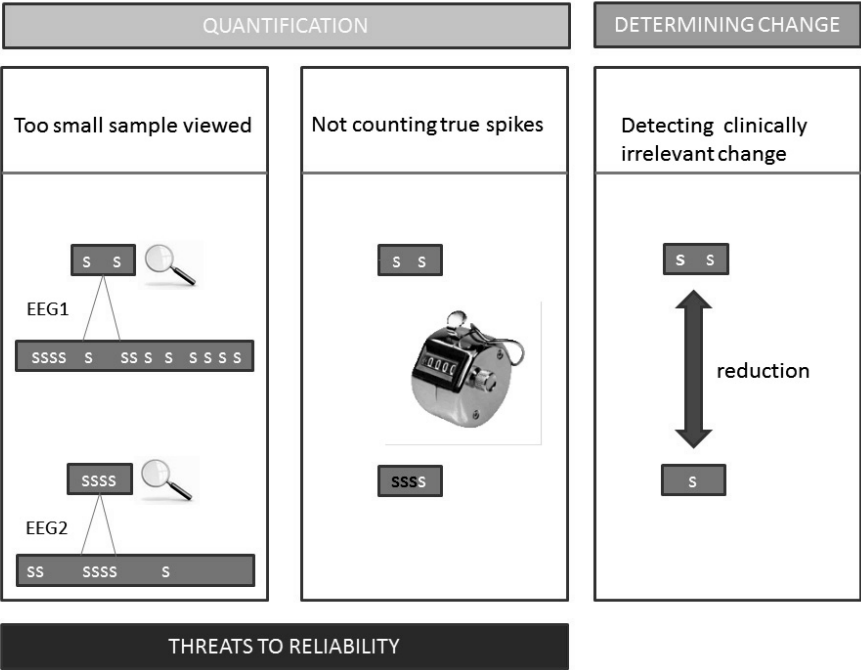 QUANTIFICATION
DETERMINING CHANGE
Too small sample viewed
Not counting true spikes
Detecting clinically
irrelevant change
S S
EEG1
SSSS S SS S S S S S S
SSSS
EEG2
SS SSSS S
S S
0000
SSSS
S S
reduction
S
THREATS TO RELIABILITY